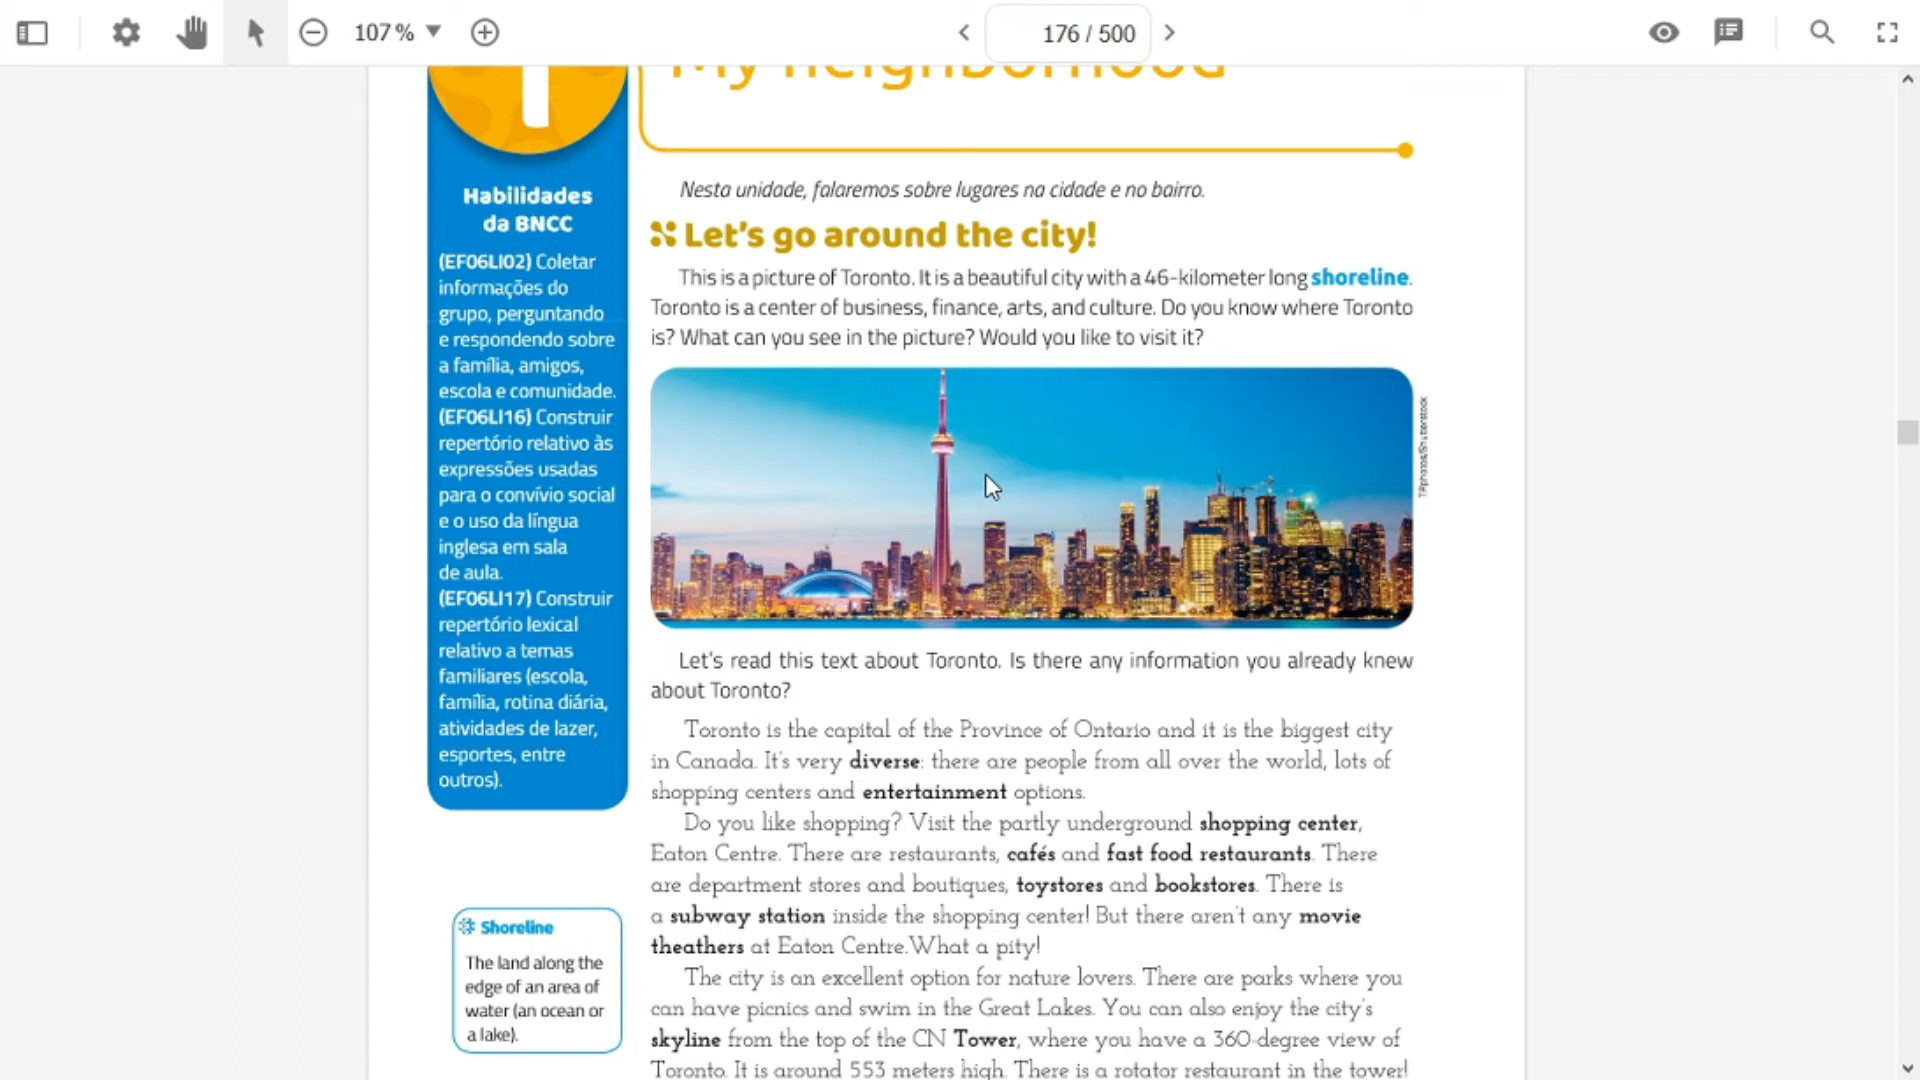 107 %
176 / 500
My neighborhood
Habilidades
da BNCC
(EF06LI02) Coletar
informações do
grupo, perguntando
e respondendo sobre
a família, amigos,
escola e comunidade.
(EF06LI16) Construir
repertório relativo às
expressões usadas
para o convívio social
e o uso da língua
inglesa em sala
de aula.
(EF06LI17) Construir
repertório lexical
relativo a temas
familiares (escola,
família, rotina diária,
atividades de lazer,
esportes, entre
outros).
Shoreline
The land along the
edge of an area of
water (an ocean or
a lake).
Nesta unidade, falaremos sobre lugares na cidade e no bairro.
Let's go around the city!
This is a picture of Toronto. It is a beautiful city with a 46-kilometer long shoreline.
Toronto is a center of business, finance, arts, and culture. Do you know where Toronto
is? What can you see in the picture? Would you like to visit it?
TRphotos/Shutterstock
Let's read this text about Toronto. Is there any information you already knew
about Toronto?
Toronto is the capital of the Province of Ontario and it is the biggest city
in Canada. It's very diverse: there are people from all over the world, lots of
shopping centers and entertainment options.
Do you like shopping? Visit the partly underground shopping center,
Eaton Centre. There are restaurants, cafés and fast food restaurants. There
are department stores and boutiques, toystores and bookstores. There is
a subway station inside the shopping center! But there aren't any movie
theathers at Eaton Centre.What a pity!
The city is an excellent option for nature lovers. There are parks where you
can have picnics and swim in the Great Lakes. You can also enjoy the city's
skyline from the top of the CN Tower, where you have a 360-degree view of
Toronto. It is around 553 meters high. There is a rotator restaurant in the tower!